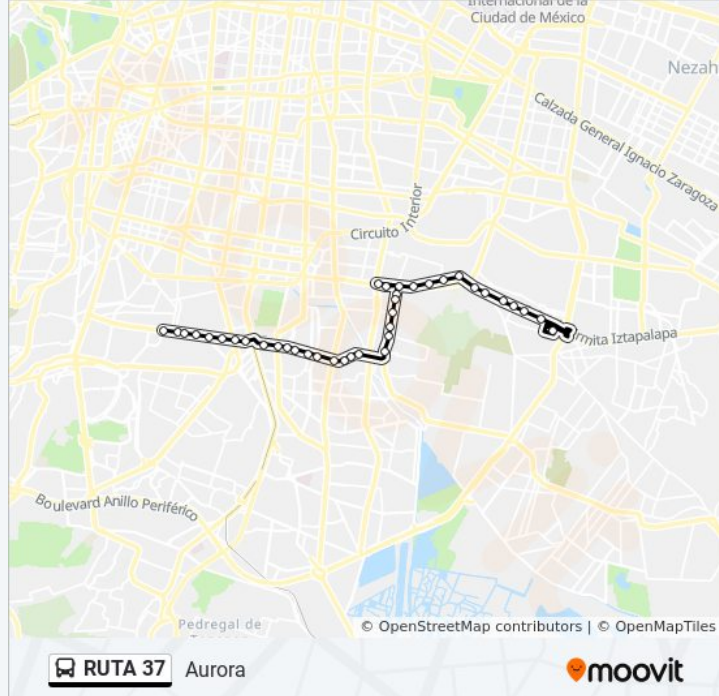 Internacional de la
Ciudad de México
Nezah
Calzada General Ignacio Zaragoza
Circuito Interior
rmita Iztapalapa
Boulevard Anillo Periférico
Pedregal de
© OpenStreetMap contributors | © OpenMapTiles
RUTA 37
Aurora
moovit